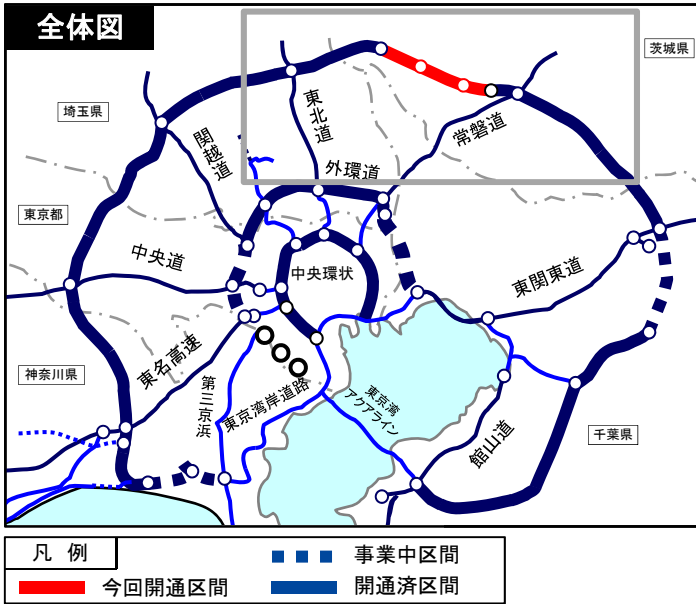 全体図
茨城県
埼玉県
東北道
関越道
常磐道
外環道
東京都
中央道
中央環状
東関東道
東名高速
神奈川県
第三京浜
東京湾岸道路
東京湾
アクアライン
館山道
千葉県
凡 例
事業中区間
今回開通区間
開通済区間